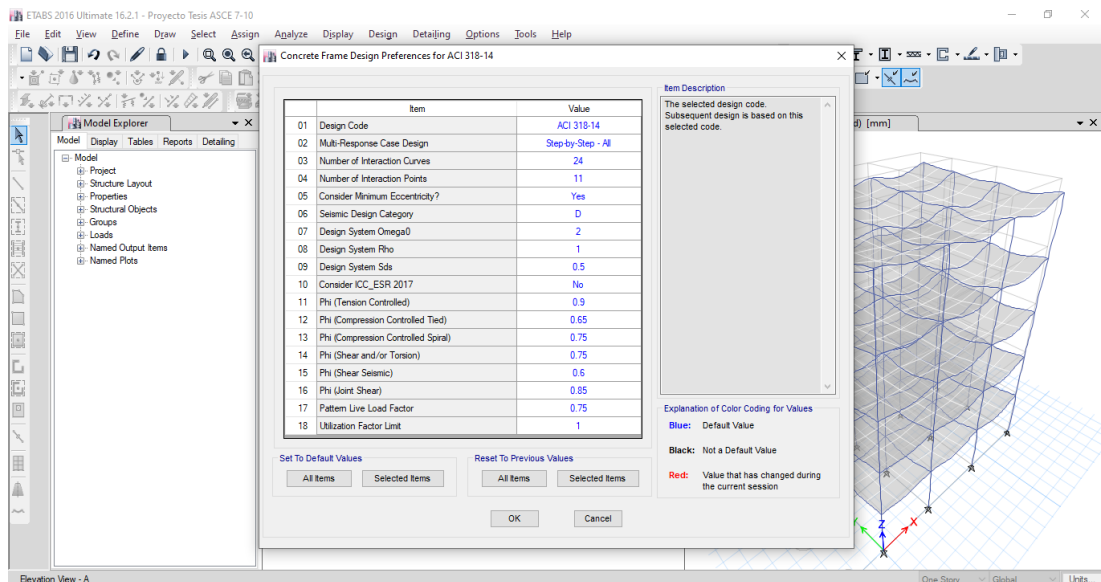 ETABS 2016 Ultimate 16.2.1 - Proyecto Tesis ASCE 7-10
File Edit View Define Draw Select Assign Analyze Display Design Detailing Options Tools Help
Concrete Frame Design Preferences for ACI 318-14
Model Explorer
Model Display Tables Reports Detailing
Model
Project
Structure Layout
Properties
Structural Objects
Groups
Loads
Named Output Items
Named Plots
Item Value
01 Design Code ACI 318-14
02 Multi-Response Case Design Step-by-Step - All
03 Number of Interaction Curves 24
04 Number of Interaction Points 11
05 Consider Minimum Eccentricity? Yes
06 Seismic Design Category D
07 Design System Omega0 2
08 Design System Rho 1
09 Design System Sds 0.5
10 Consider ICC_ESR 2017 No
11 Phi (Tension Controlled) 0.9
12 Phi (Compression Controlled Tied) 0.65
13 Phi (Compression Controlled Spiral) 0.75
14 Phi (Shear and/or Torsion) 0.75
15 Phi (Shear Seismic) 0.6
16 Phi (Joint Shear) 0.85
17 Pattern Live Load Factor 0.75
18 Utilization Factor Limit 1
Set To Default Values
All Items Selected Items
Reset To Previous Values
All Items Selected Items
OK Cancel
Item Description
The selected design code.
Subsequent design is based on this
selected code.
Explanation of Color Coding for Values
Blue: Default Value
Black: Not a Default Value
Red: Value that has changed during
the current session
d) [mm]
Y Z X
Elevation View - A
One Story Global Units...